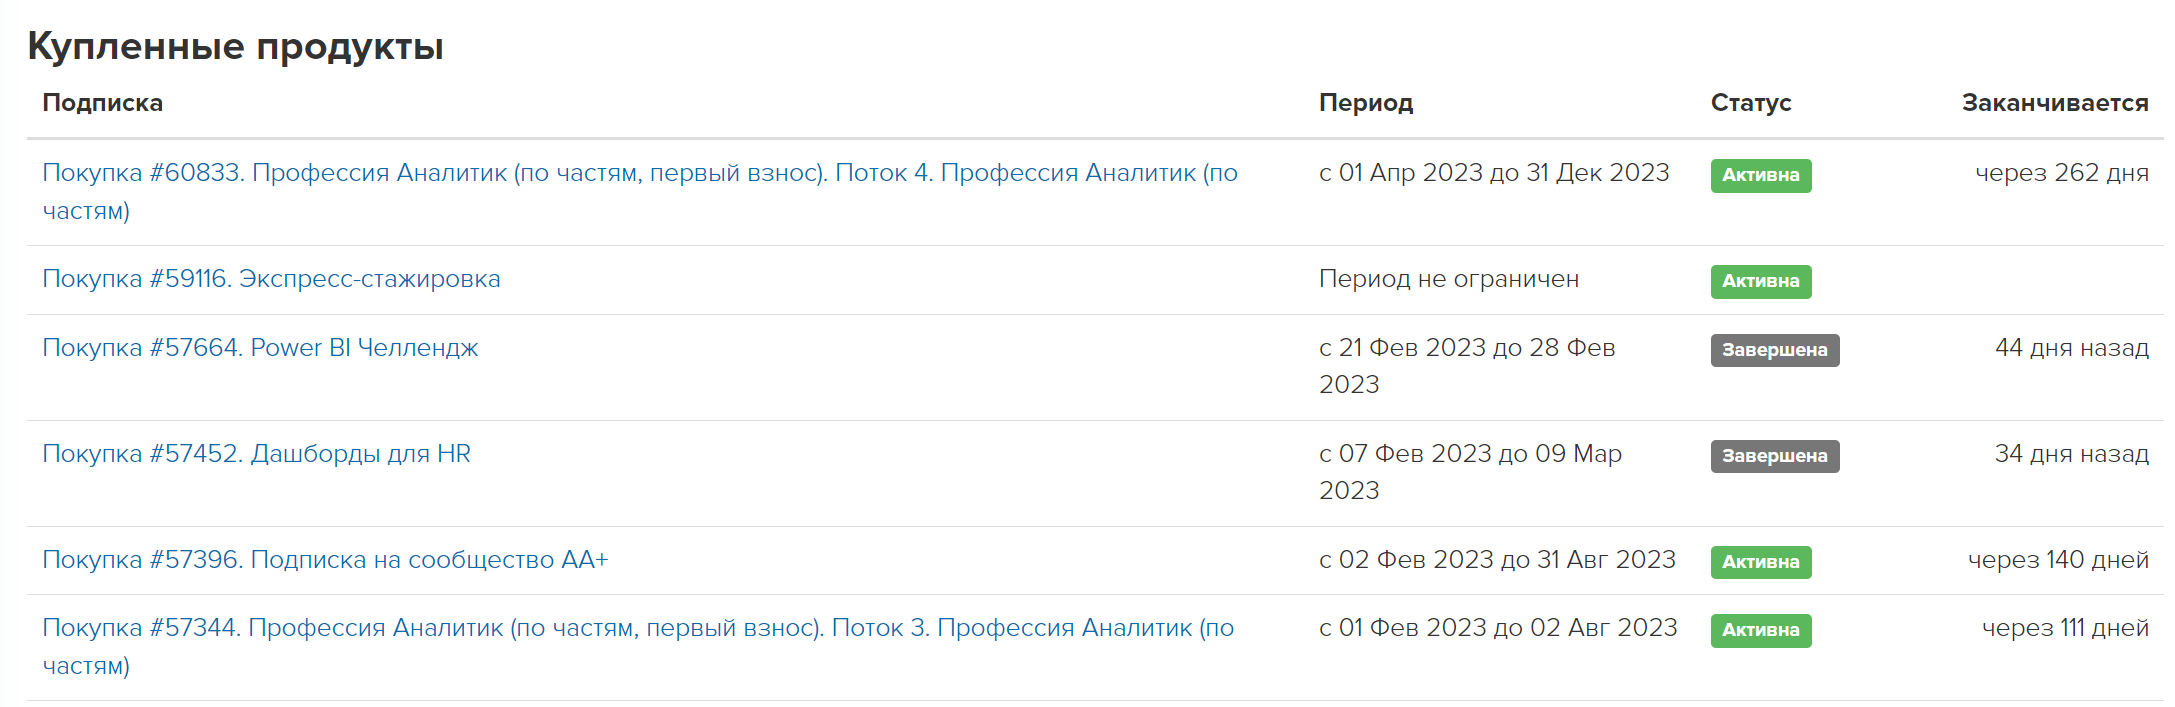 Купленные продукты
Подписка Период Статус Заканчивается
Покупка #60833. Профессия Аналитик (по частям, первый взнос). Поток 4. Профессия Аналитик (по с 01 Апр 2023 до 31 Дек 2023 Активна через 262 дня
частям)
Покупка #59116. Экспресс-стажировка Период не ограничен Активна
Покупка #57664. Power BI Челлендж с 21 Фев 2023 до 28 Фев Завершена 44 дня назад
2023
Покупка #57452. Дашборды для HR с 07 Фев 2023 до 09 Мар Завершена 34 дня назад
2023
Покупка #57396. Подписка на сообщество АА+ с 02 Фев 2023 до 31 Авг 2023 Активна через 140 дней
Покупка #57344. Профессия Аналитик (по частям, первый взнос). Поток 3. Профессия Аналитик (по с 01 Фев 2023 до 02 Авг 2023 Активна через 111 дней
частям)